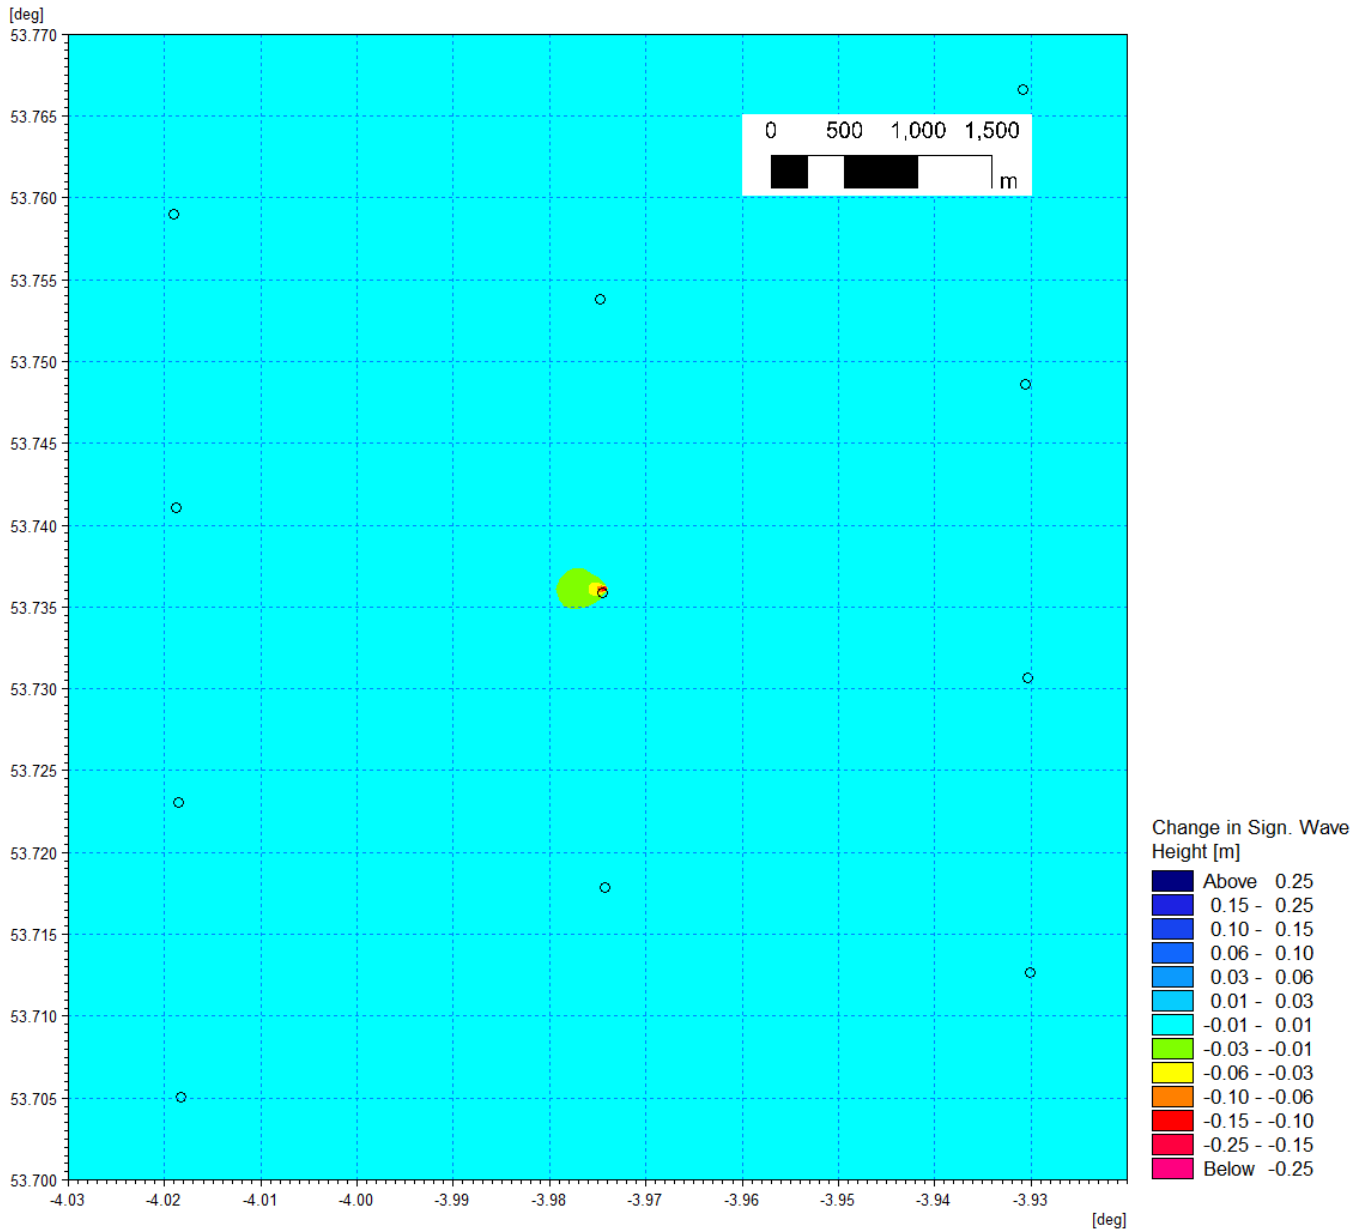 [deg]
53.770
53.765
53.760
53.755
53.750
53.745
53.740
53.735
53.730
53.725
53.720
53.715
53.710
53.705
53.700
0 500 1,000 1,500
m
-4.03 -4.02 -4.01 -4.00 -3.99 -3.98 -3.97 -3.96 -3.95 -3.94 -3.93
[deg]
Change in Sign. Wave
Height [m]
Above 0.25
0.15 - 0.25
0.10 - 0.15
0.06 - 0.10
0.03 - 0.06
0.01 - 0.03
-0.01 - 0.01
-0.03 - -0.01
-0.06 - -0.03
-0.10 - -0.06
-0.15 - -0.10
-0.25 - -0.15
Below -0.25